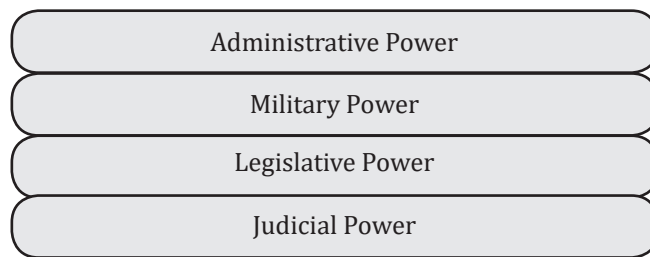 Administrative Power
Military Power
Legislative Power
Judicial Power